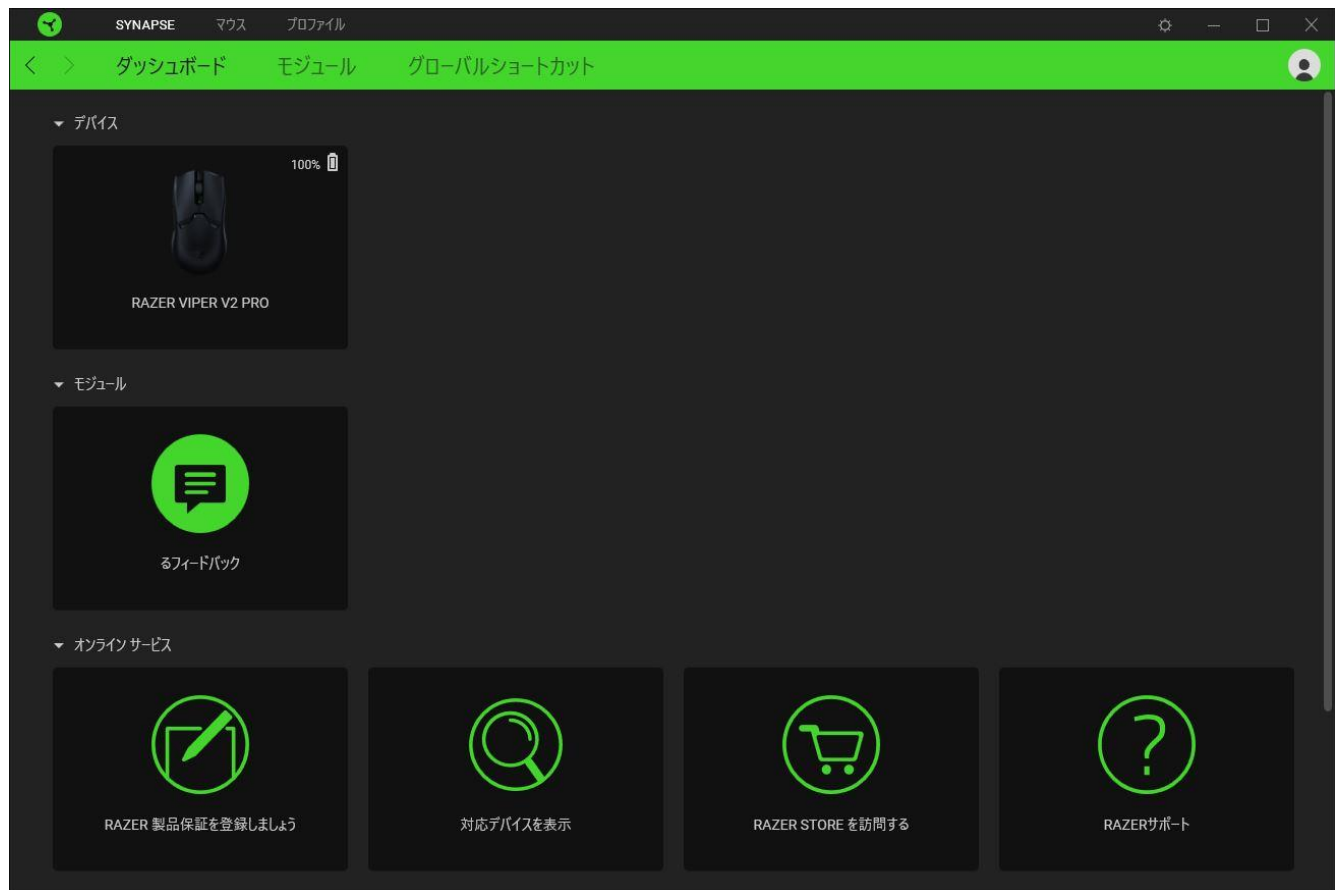 SYNAPSE マウス プロファイル
ダッシュボード モジュール グローバルショートカット
デバイス
100%
RAZER VIPER V2 PRO
モジュール
るフィードバック
オンライン サービス
RAZER 製品保証を登録しましょう 対応デバイスを表示 RAZER STORE を訪問する RAZERサポート